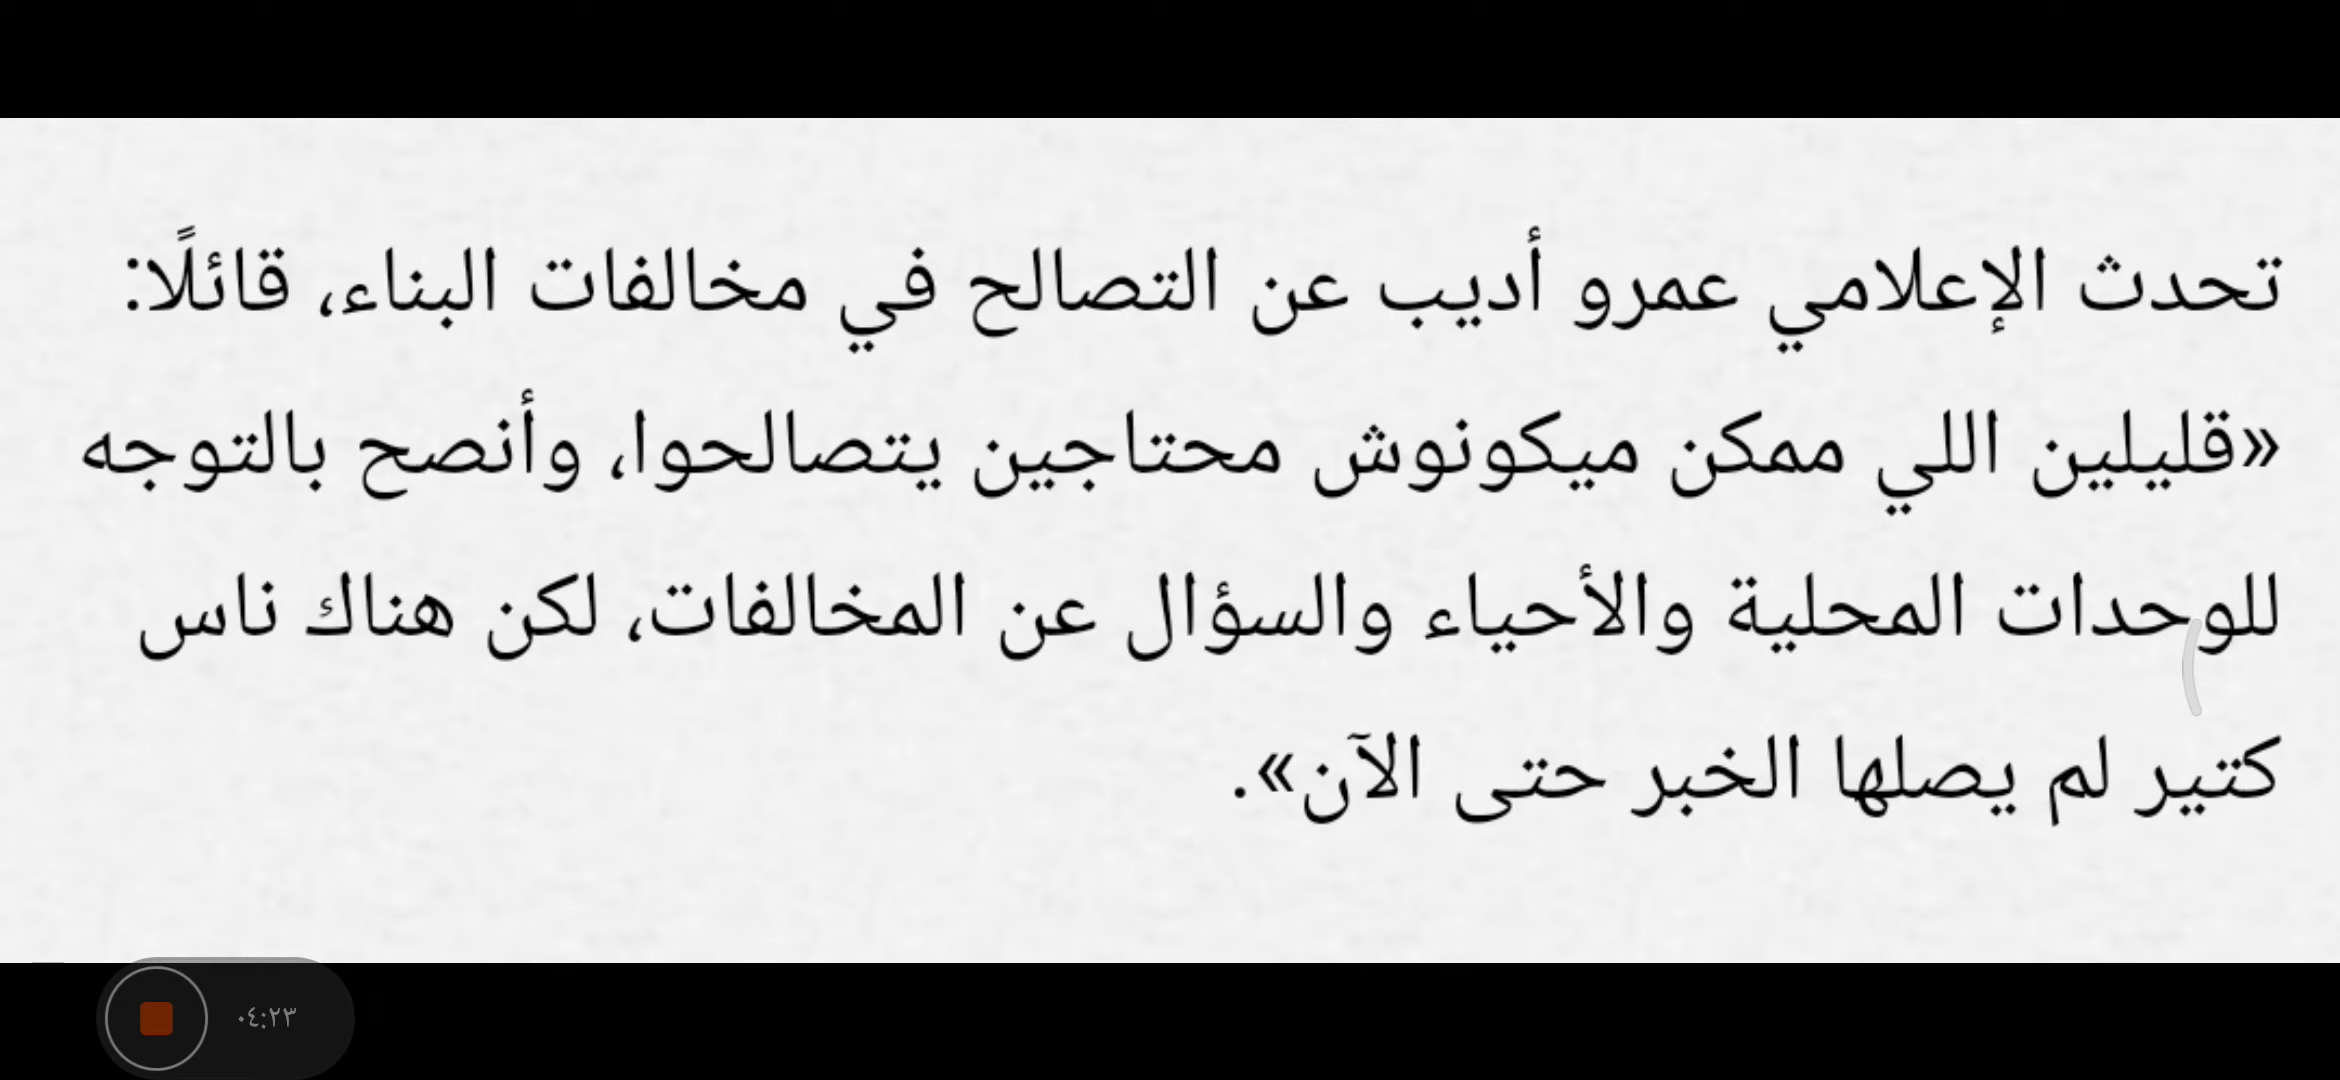 تحدث الإعلامي عمرو أديب عن التصالح في مخالفات البناء، قائلًا:
«قليلين اللي ممكن ميكونوش محتاجين يتصالحوا، وأنصح بالتوجه
للوحدات المحلية والأحياء والسؤال عن المخالفات، لكن هناك ناس
كتير لم يصلها الخبر حتى الآن».
٠٤:٢٣